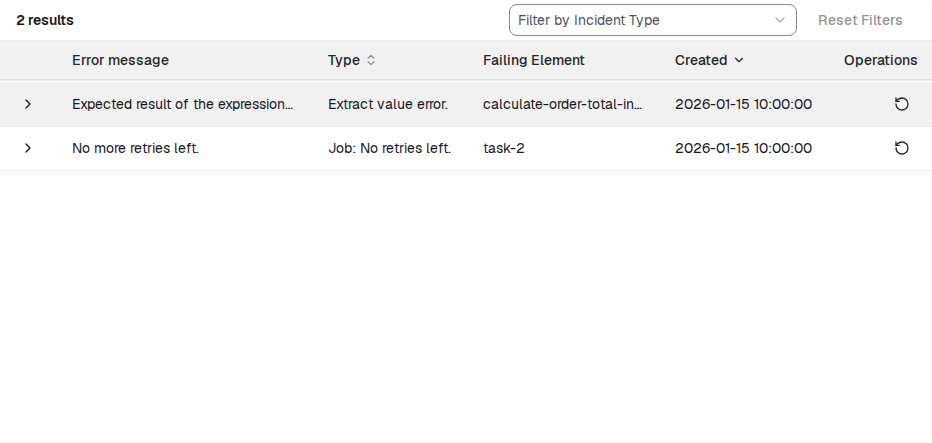 2 results
Filter by Incident Type
Reset Filters
Error message Type Failing Element Created Operations
Expected result of the expression... Extract value error. calculate-order-total-in... 2026-01-15 10:00:00
No more retries left. Job: No retries left. task-2 2026-01-15 10:00:00